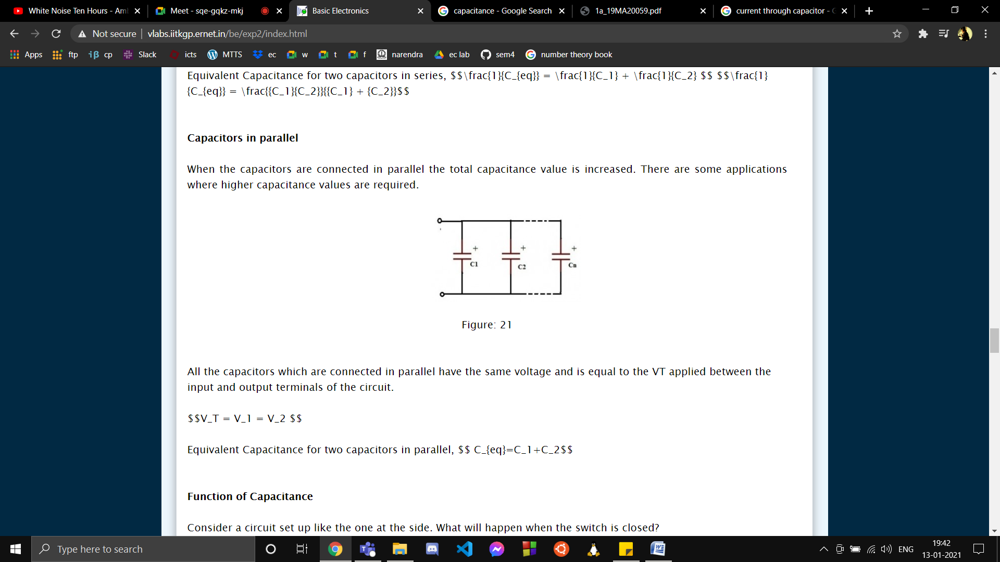 White Noise Ten Hours - Am
Meet - sqe-gqkz-mkj
Basic Electronics
capacitance - Google Search
1a_19MA20059.pdf
current through capacitor -
Not secure
vlabs.iitkgp.ernet.in/be/exp2/index.html
Apps
ftp
iβ cp
Slack
icts
MTTS
ec
w
t
f
narendra
ec lab
sem4
number theory book
Equivalent Capacitance for two capacitors in series, $$\frac{1}{C_{eq}} = \frac{1}{C_1} + \frac{1}{C_2} $$ $$\frac{1}
{C_{eq}} = \frac{{C_1}{C_2}}{{C_1} + {C_2}}$$
Capacitors in parallel
When the capacitors are connected in parallel the total capacitance value is increased. There are some applications
where higher capacitance values are required.
+ + +
C1 C2 Cn
Figure: 21
All the capacitors which are connected in parallel have the same voltage and is equal to the VT applied between the
input and output terminals of the circuit.
$$V_T = V_1 = V_2 $$
Equivalent Capacitance for two capacitors in parallel, $$ C_{eq}=C_1+C_2$$
Function of Capacitance
Consider a circuit set up like the one at the side. What will happen when the switch is closed?
Type here to search
ENG
19:42
13-01-2021